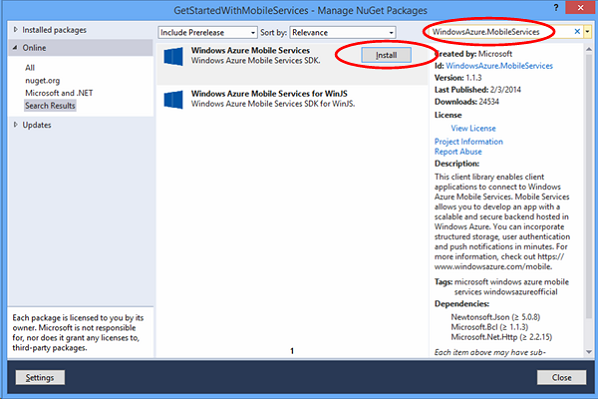 GetStartedWithMobileServices - Manage NuGet Packages
Installed packages
Online
All
nuget.org
Microsoft and .NET
Search Results
Updates
Each package is licensed to you by its
owner. Microsoft is not responsible
for, nor does it grant any licenses to,
third-party packages.
Include Prerelease Sort by: Relevance
Windows Azure Mobile Services
Windows Azure Mobile Services SDK.
Install
Windows Azure Mobile Services for WinJS
Windows Azure Mobile Services SDK for WinJS.
1
WindowsAzure.MobileServices
Created by: Microsoft
Id: WindowsAzure.MobileServices
Version: 1.1.3
Last Published: 2/3/2014
Downloads: 24534
License
View License
Project Information
Report Abuse
Description:
This client library enables client
applications to connect to Windows
Azure Mobile Services. Mobile Services
allows you to develop an app with a
scalable and secure backend hosted in
Windows Azure. You can incorporate
structured storage, user authentication
and push notifications in minutes. For
more information, check out https://
www.windowsazure.com/mobile.
Tags: microsoft windows azure mobile
services windowsazureofficial
Dependencies:
Newtonsoft.Json (≥ 5.0.8)
Microsoft.Bcl (≥ 1.1.3)
Microsoft.Net.Http (≥ 2.2.15)
Each item above may have sub-
Settings
Close